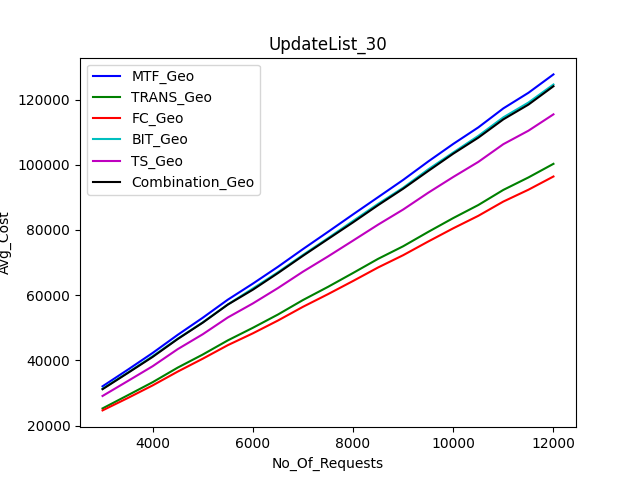 UpdateList_30
MTF_Geo
TRANS_Geo
FC_Geo
BIT_Geo
TS_Geo
Combination_Geo
120000
100000
80000
60000
40000
20000
Avg_Cost
4000 6000 8000 10000 12000
No_Of_Requests